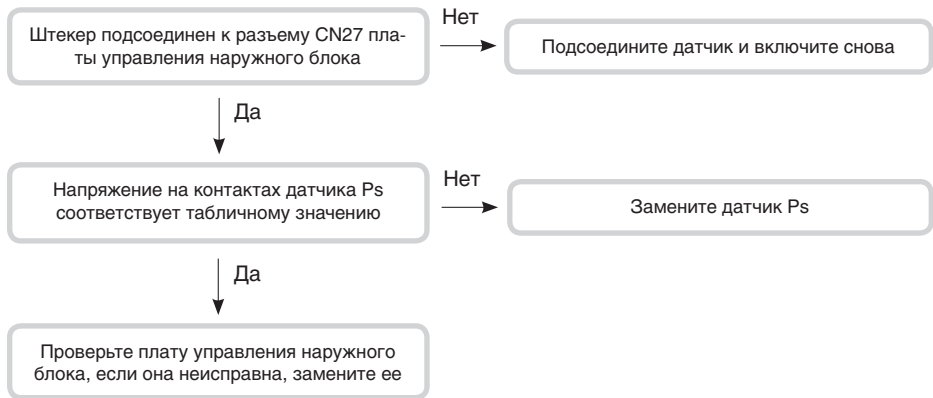 Штекер подсоединен к разъему CN27 пла-
ты управления наружного блока
Нет
Подсоедините датчик и включите снова
Да
Напряжение на контактах датчика Ps
соответствует табличному значению
Нет
Замените датчик Ps
Да
Проверьте плату управления наружного
блока, если она неисправна, замените ее